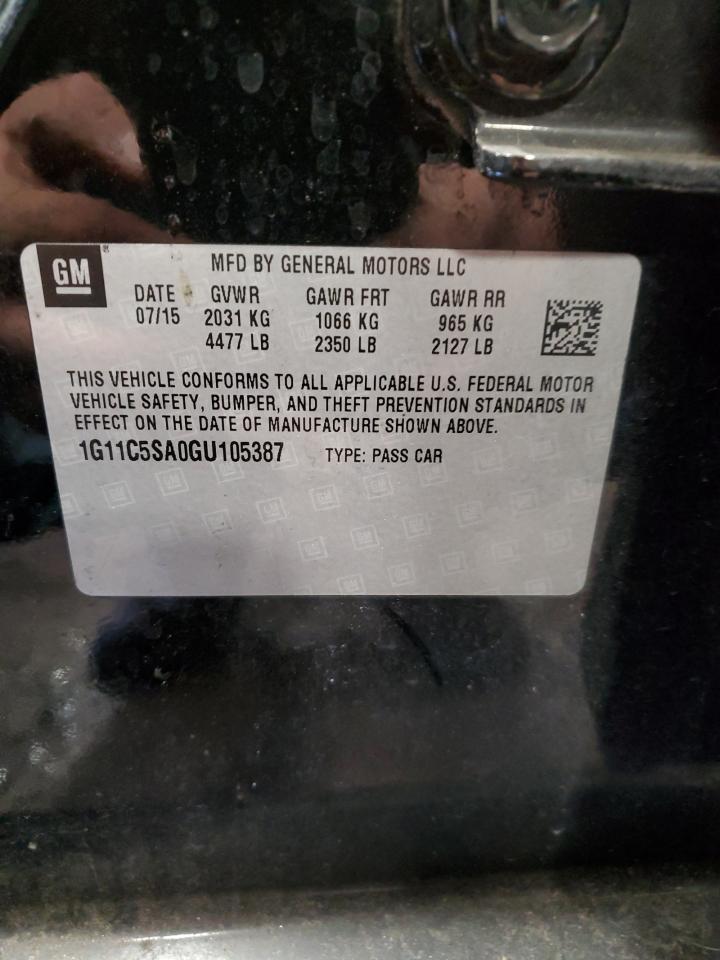 GM ® MFD BY GENERAL MOTORS LLC
DATE GVWR GAWR FRT GAWR RR
07/15 2031 KG 1066 KG 965 KG
4477 LB 2350 LB 2127 LB
THIS VEHICLE CONFORMS TO ALL APPLICABLE U.S. FEDERAL MOTOR
VEHICLE SAFETY, BUMPER, AND THEFT PREVENTION STANDARDS IN
EFFECT ON THE DATE OF MANUFACTURE SHOWN ABOVE.
1G11C5SA0GU105387 TYPE: PASS CAR